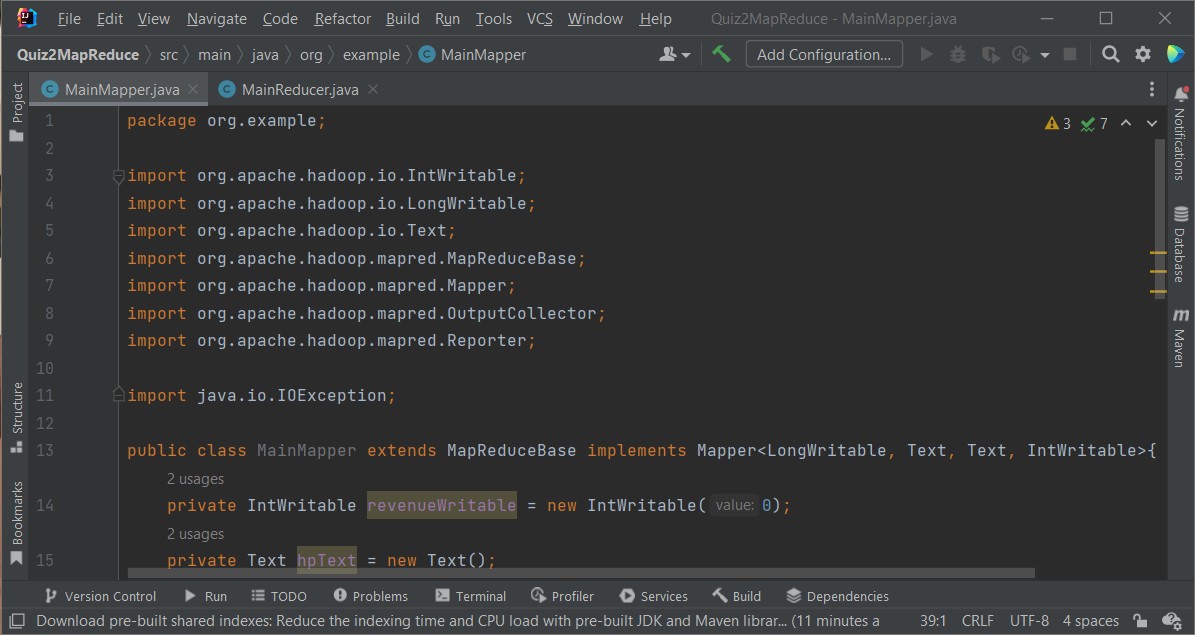 File Edit View Navigate Code Refactor Build Run Tools VCS Window Help Quiz2MapReduce - MainMapper.java
Quiz2MapReduce src main java org example MainMapper Add Configuration...
MainMapper.java MainReducer.java
Project
Structure
Bookmarks
3 7
1 package org.example;
2
3 import org.apache.hadoop.io.IntWritable;
4 import org.apache.hadoop.io.LongWritable;
5 import org.apache.hadoop.io.Text;
6 import org.apache.hadoop.mapred.MapReduceBase;
7 import org.apache.hadoop.mapred.Mapper;
8 import org.apache.hadoop.mapred.OutputCollector;
9 import org.apache.hadoop.mapred.Reporter;
10
11 import java.io.IOException;
12
13 public class MainMapper extends MapReduceBase implements Mapper<LongWritable, Text, Text, IntWritable>{
2 usages
14 private IntWritable revenueWritable = new IntWritable( value: 0);
2 usages
15 private Text hpText = new Text();
Notifications
Database
Maven
Version Control Run TODO Problems Terminal Profiler Services Build Dependencies
Download pre-built shared indexes: Reduce the indexing time and CPU load with pre-built JDK and Maven librar... (11 minutes a 39:1 CRLF UTF-8 4 spaces